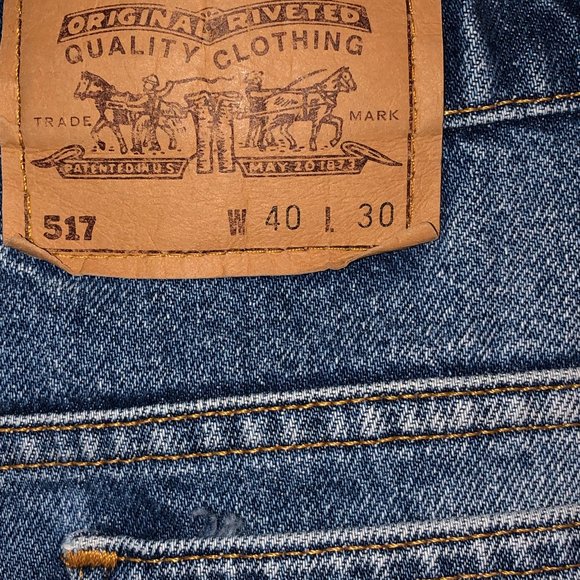 ORIGINAL RIVETED
QUALITY CLOTHING
TRADE MARK
PATENTED IN U.S. MAY 20 1873
517 W 40 L 30